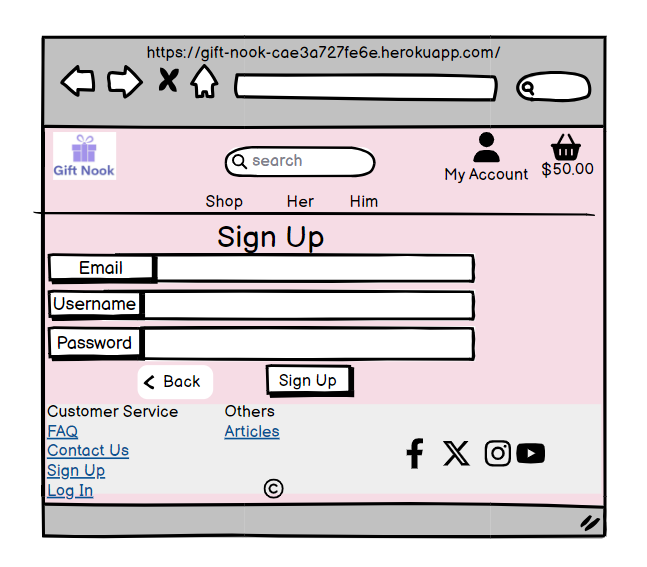 https://gift-nook-cae3a727fe6e.herokuapp.com/
Gift Nook
search
My Account
$50.00
Shop Her Him
Sign Up
Email
Username
Password
Back Sign Up
Customer Service Others
FAQ Articles
Contact Us
Sign Up
Log In ©